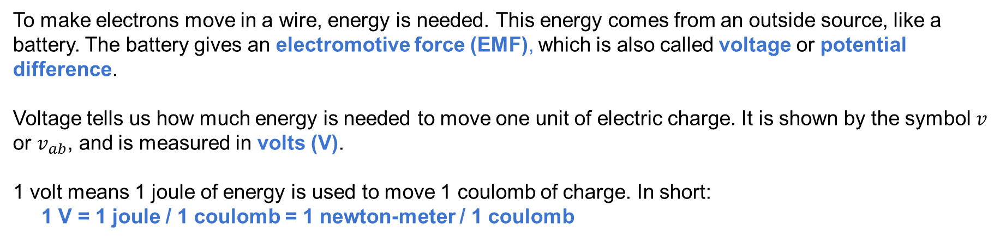 To make electrons move in a wire, energy is needed. This energy comes from an outside source, like a
battery. The battery gives an electromotive force (EMF), which is also called voltage or potential
difference.
Voltage tells us how much energy is needed to move one unit of electric charge. It is shown by the symbol 𝑣
or 𝑣𝑎𝑏, and is measured in volts (V).
1 volt means 1 joule of energy is used to move 1 coulomb of charge. In short:
1 V = 1 joule / 1 coulomb = 1 newton-meter / 1 coulomb